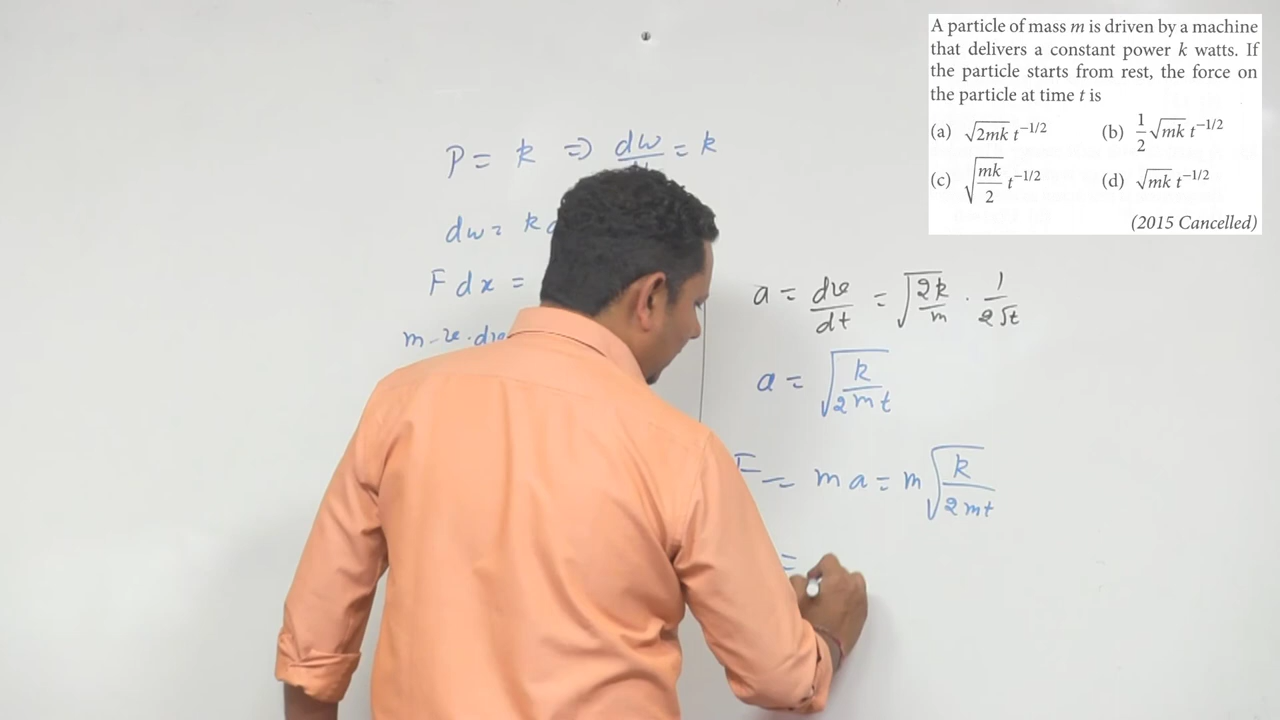 A particle of mass m is driven by a machine
that delivers a constant power k watts. If
the particle starts from rest, the force on
the particle at time t is
(a) √2mk t^−1/2 (b) 1/2 √mk t^−1/2
(c) √(mk/2) t^−1/2 (d) √mk t^−1/2
(2015 Cancelled)
P = k ⇒ dw/dt = k
dw = k
F dx =
m v . dv
a = dv/dt = √(2k/m) . 1/(2√t)
a = √(k/2mt)
F = ma = m √(k/2mt)
=